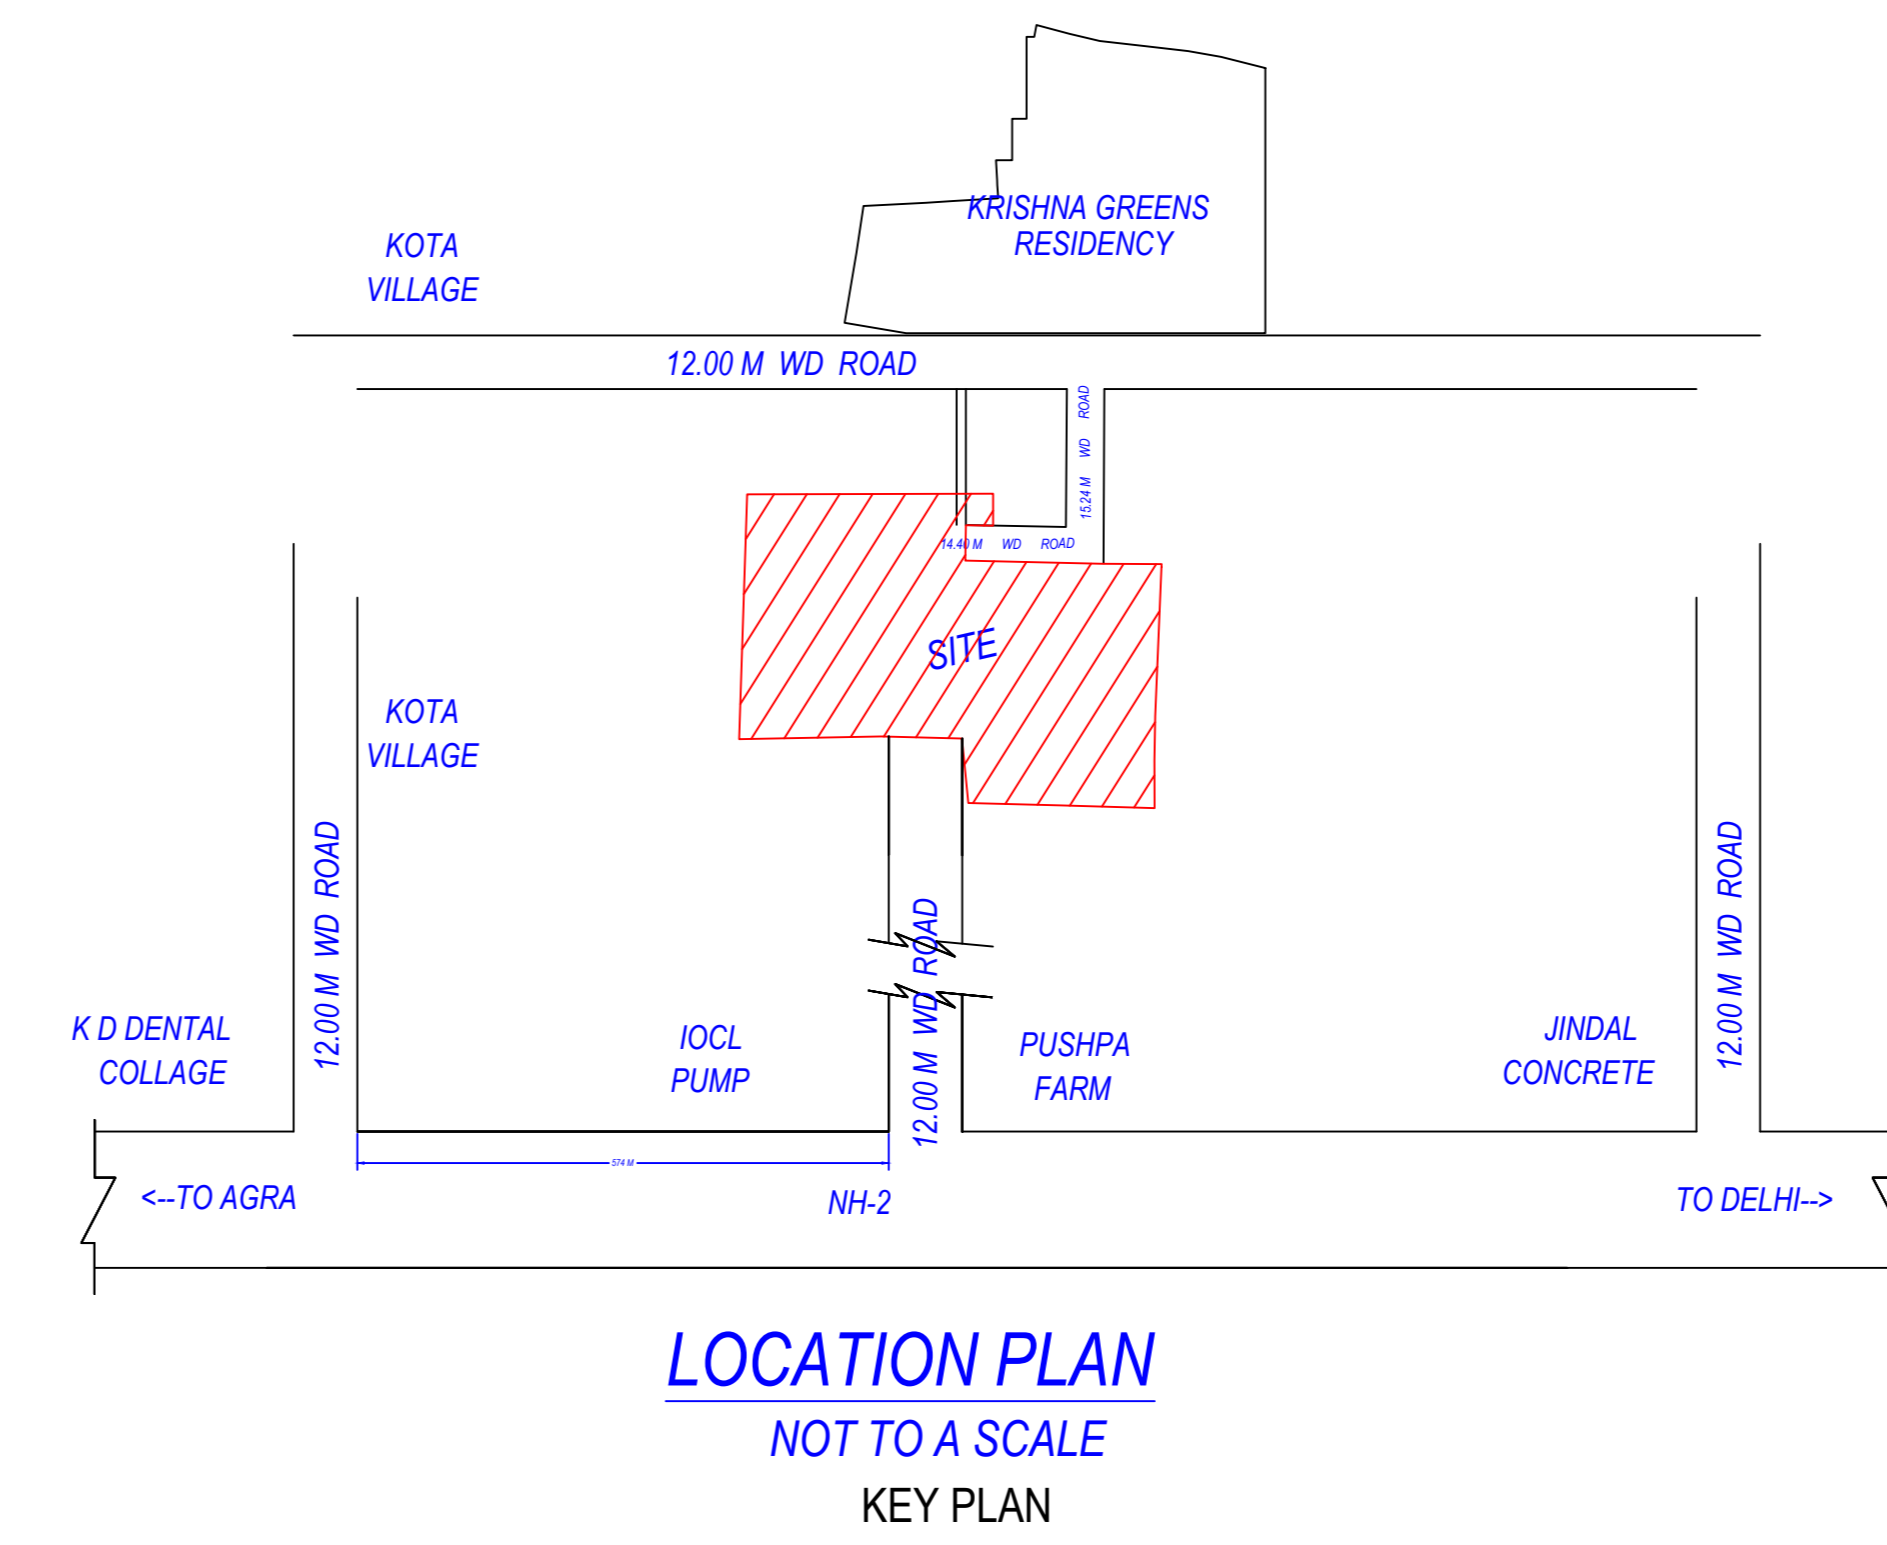 KRISHNA GREENS
RESIDENCY
KOTA
VILLAGE
12.00 M WD ROAD
15.24 M WD ROAD
14.40 M WD ROAD
SITE
KOTA
VILLAGE
12.00 M WD ROAD
12.00 M WD ROAD
12.00 M WD ROAD
K D DENTAL
COLLAGE
IOCL
PUMP
PUSHPA
FARM
JINDAL
CONCRETE
574 M
<--TO AGRA
NH-2
TO DELHI-->
LOCATION PLAN
NOT TO A SCALE
KEY PLAN